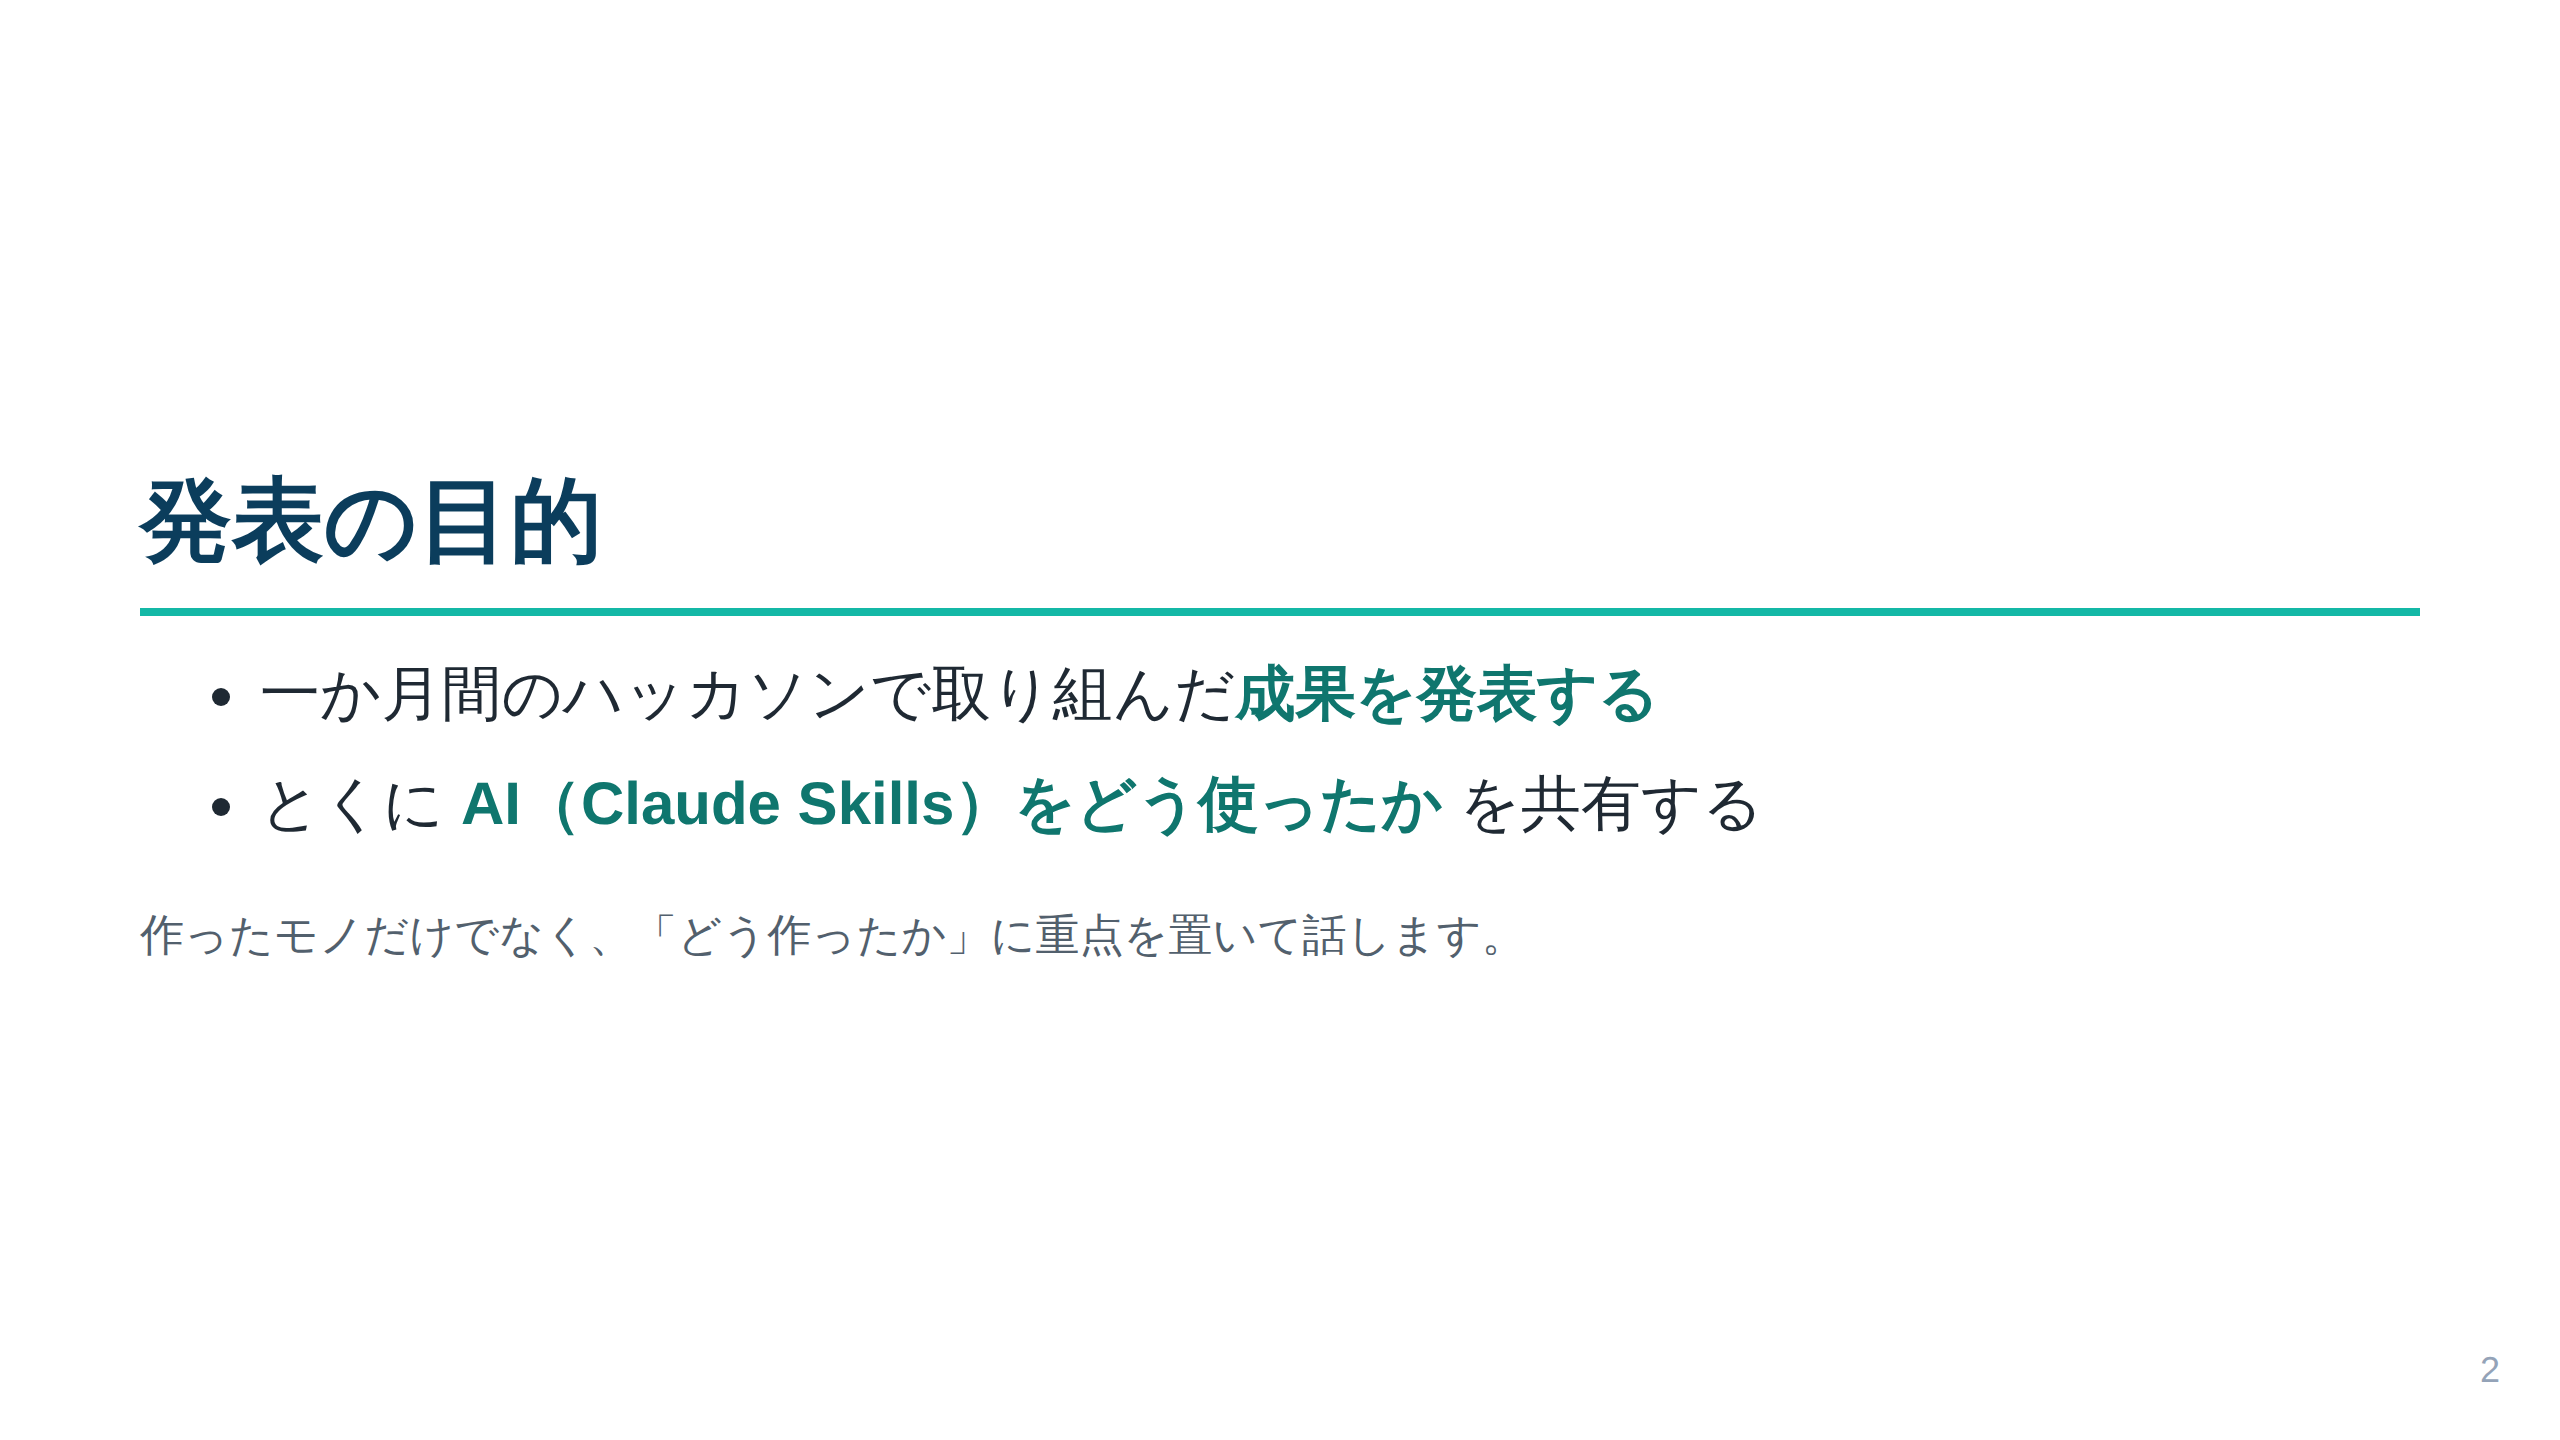 発表の目的
• 一か月間のハッカソンで取り組んだ成果を発表する
• とくに AI（Claude Skills）をどう使ったか を共有する
作ったモノだけでなく、「どう作ったか」に重点を置いて話します。
2